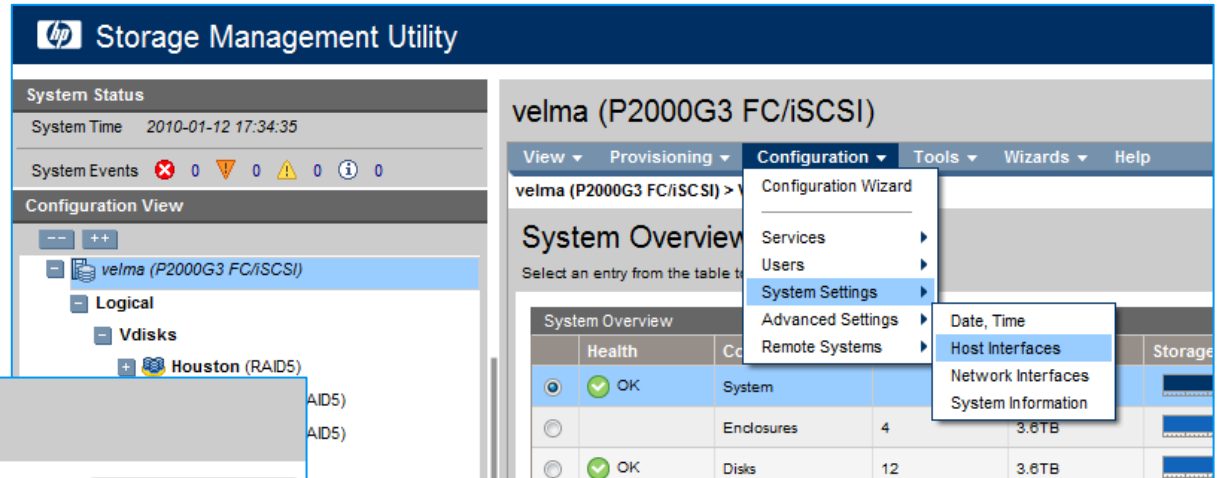 hp Storage Management Utility
System Status
System Time 2010-01-12 17:34:35
System Events 0 0 0 0
Configuration View
-- ++
velma (P2000G3 FC/iSCSI)
Logical
Vdisks
Houston (RAID5)
AID5)
AID5)
velma (P2000G3 FC/iSCSI)
View Provisioning Configuration Tools Wizards Help
velma (P2000G3 FC/iSCSI) >
Configuration Wizard
Services
Users
System Settings
Advanced Settings
Remote Systems
Date, Time
Host Interfaces
Network Interfaces
System Information
System Overview
Select an entry from the table
System Overview
Health Storage
OK System
Enclosures 4 3.6TB
OK Disks 12 3.6TB